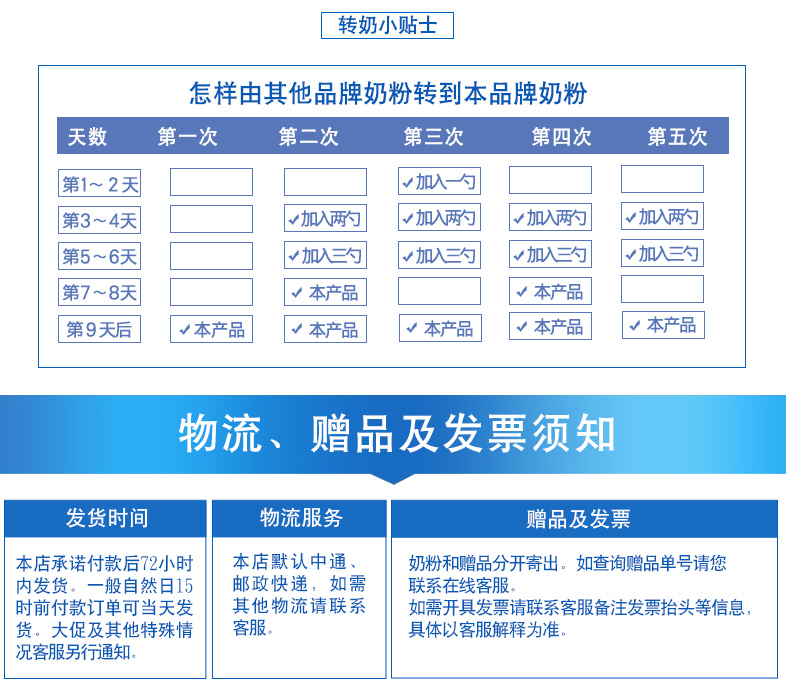 转奶小贴士
怎样由其他品牌奶粉转到本品牌奶粉
天数 第一次 第二次 第三次 第四次 第五次
第1～2天 ✓加入一勺
第3～4天 ✓加入两勺 ✓加入两勺 ✓加入两勺 ✓加入两勺
第5～6天 ✓加入三勺 ✓加入三勺 ✓加入三勺 ✓加入三勺
第7～8天 ✓本产品 ✓本产品
第9天后 ✓本产品 ✓本产品 ✓本产品 ✓本产品 ✓本产品
物流、赠品及发票须知
发货时间
本店承诺付款后72小时
内发货。一般自然日15
时前付款订单可当天发
货。大促及其他特殊情
况客服另行通知。
物流服务
本店默认中通、
邮政快递，如需
其他物流请联系
客服。
赠品及发票
奶粉和赠品分开寄出。如查询赠品单号请您
联系在线客服。
如需开具发票请联系客服备注发票抬头等信息，
具体以客服解释为准。